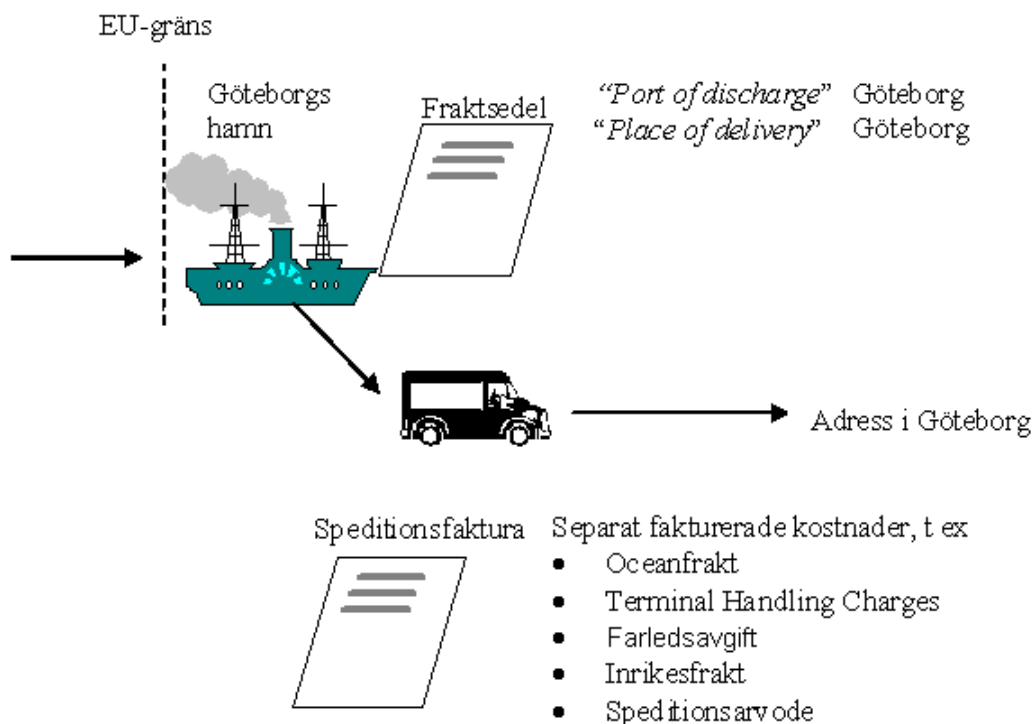 EU-gräns
Göteborgs
hamn
Fraktsedel
“Port of discharge” Göteborg
“Place of delivery” Göteborg
Adress i Göteborg
Speditionsfaktura
Separat fakturerade kostnader, t ex
• Oceanfrakt
• Terminal Handling Charges
• Farledsavgift
• Inrikesfrakt
• Speditionsarvode